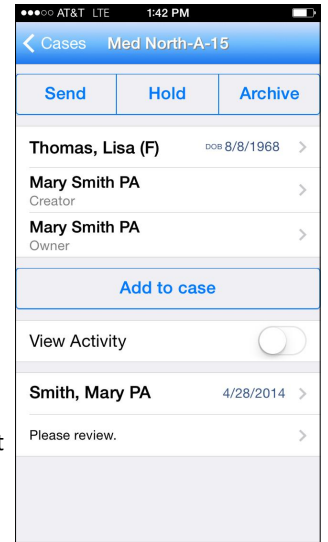 AT&T LTE 1:42 PM
Cases Med North-A-15
Send Hold Archive
Thomas, Lisa (F) DOB 8/8/1968
Mary Smith PA
Creator
Mary Smith PA
Owner
Add to case
View Activity
Smith, Mary PA 4/28/2014
t Please review.